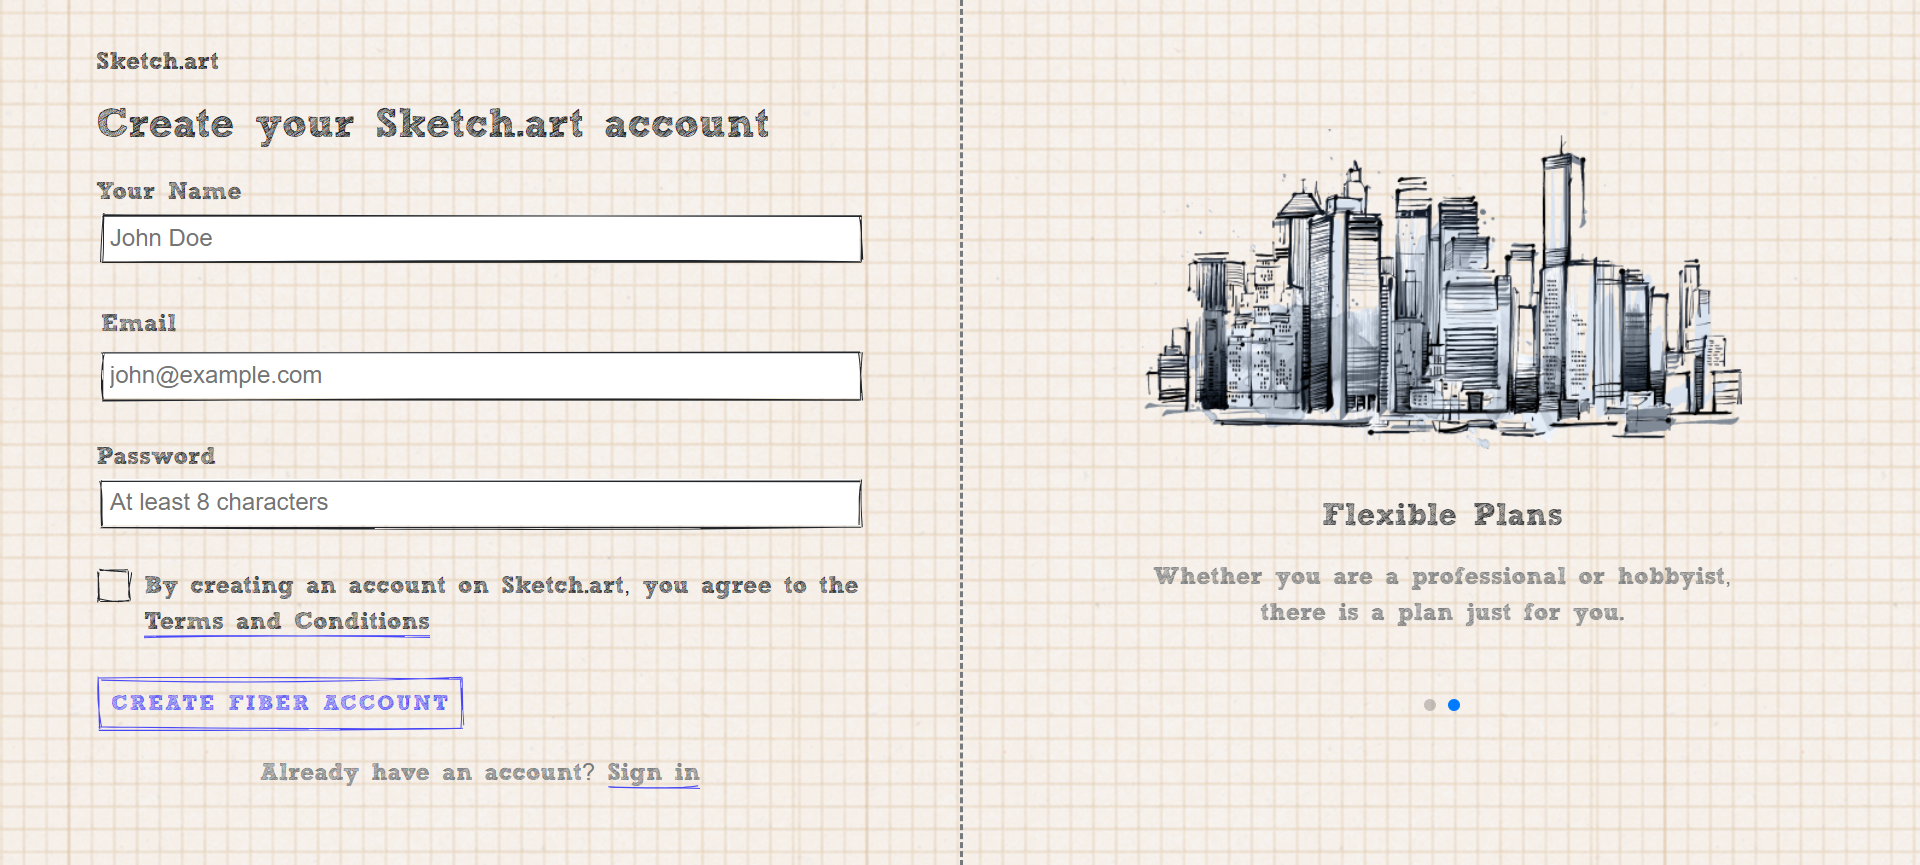 Sketch.art
Create your Sketch.art account
Your Name
John Doe
Email
john@example.com
Password
At least 8 characters
By creating an account on Sketch.art, you agree to the
Terms and Conditions
CREATE FIBER ACCOUNT
Already have an account? Sign in
Flexible Plans
Whether you are a professional or hobbyist,
there is a plan just for you.